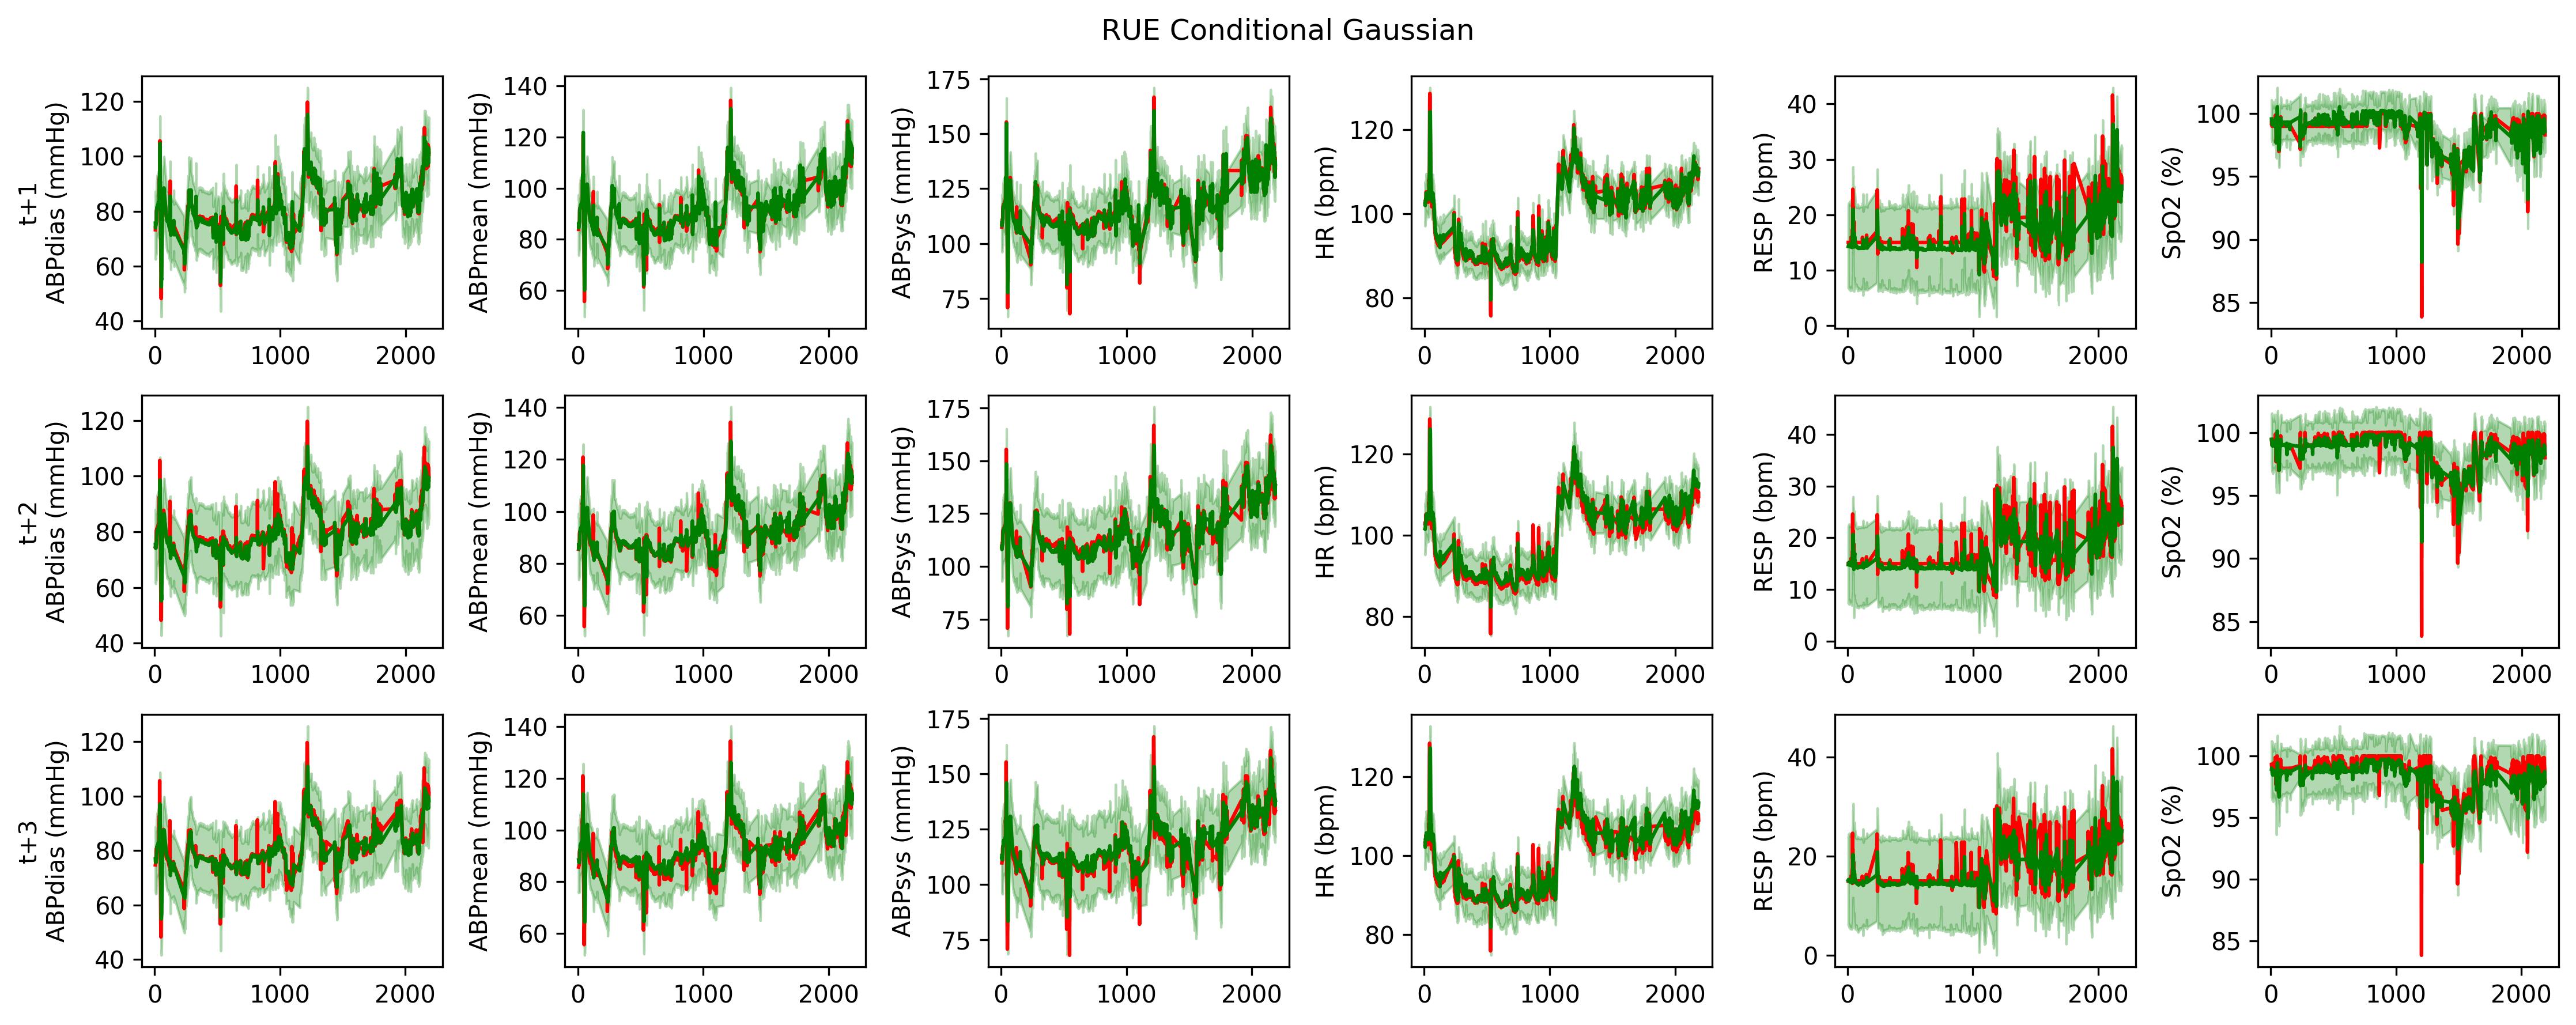 RUE Conditional Gaussian
t+1
ABPdias (mmHg)
120
100
80
60
40
0 1000 2000
ABPmean (mmHg)
140
120
100
80
60
0 1000 2000
ABPsys (mmHg)
175
150
125
100
75
0 1000 2000
HR (bpm)
120
100
80
0 1000 2000
RESP (bpm)
40
30
20
10
0
0 1000 2000
SpO2 (%)
100
95
90
85
0 1000 2000
t+2
ABPdias (mmHg)
120
100
80
60
40
0 1000 2000
ABPmean (mmHg)
140
120
100
80
60
0 1000 2000
ABPsys (mmHg)
175
150
125
100
75
0 1000 2000
HR (bpm)
120
100
80
0 1000 2000
RESP (bpm)
40
30
20
10
0
0 1000 2000
SpO2 (%)
100
95
90
85
0 1000 2000
t+3
ABPdias (mmHg)
120
100
80
60
40
0 1000 2000
ABPmean (mmHg)
140
120
100
80
60
0 1000 2000
ABPsys (mmHg)
175
150
125
100
75
0 1000 2000
HR (bpm)
120
100
80
0 1000 2000
RESP (bpm)
40
20
0
0 1000 2000
SpO2 (%)
100
95
90
85
0 1000 2000